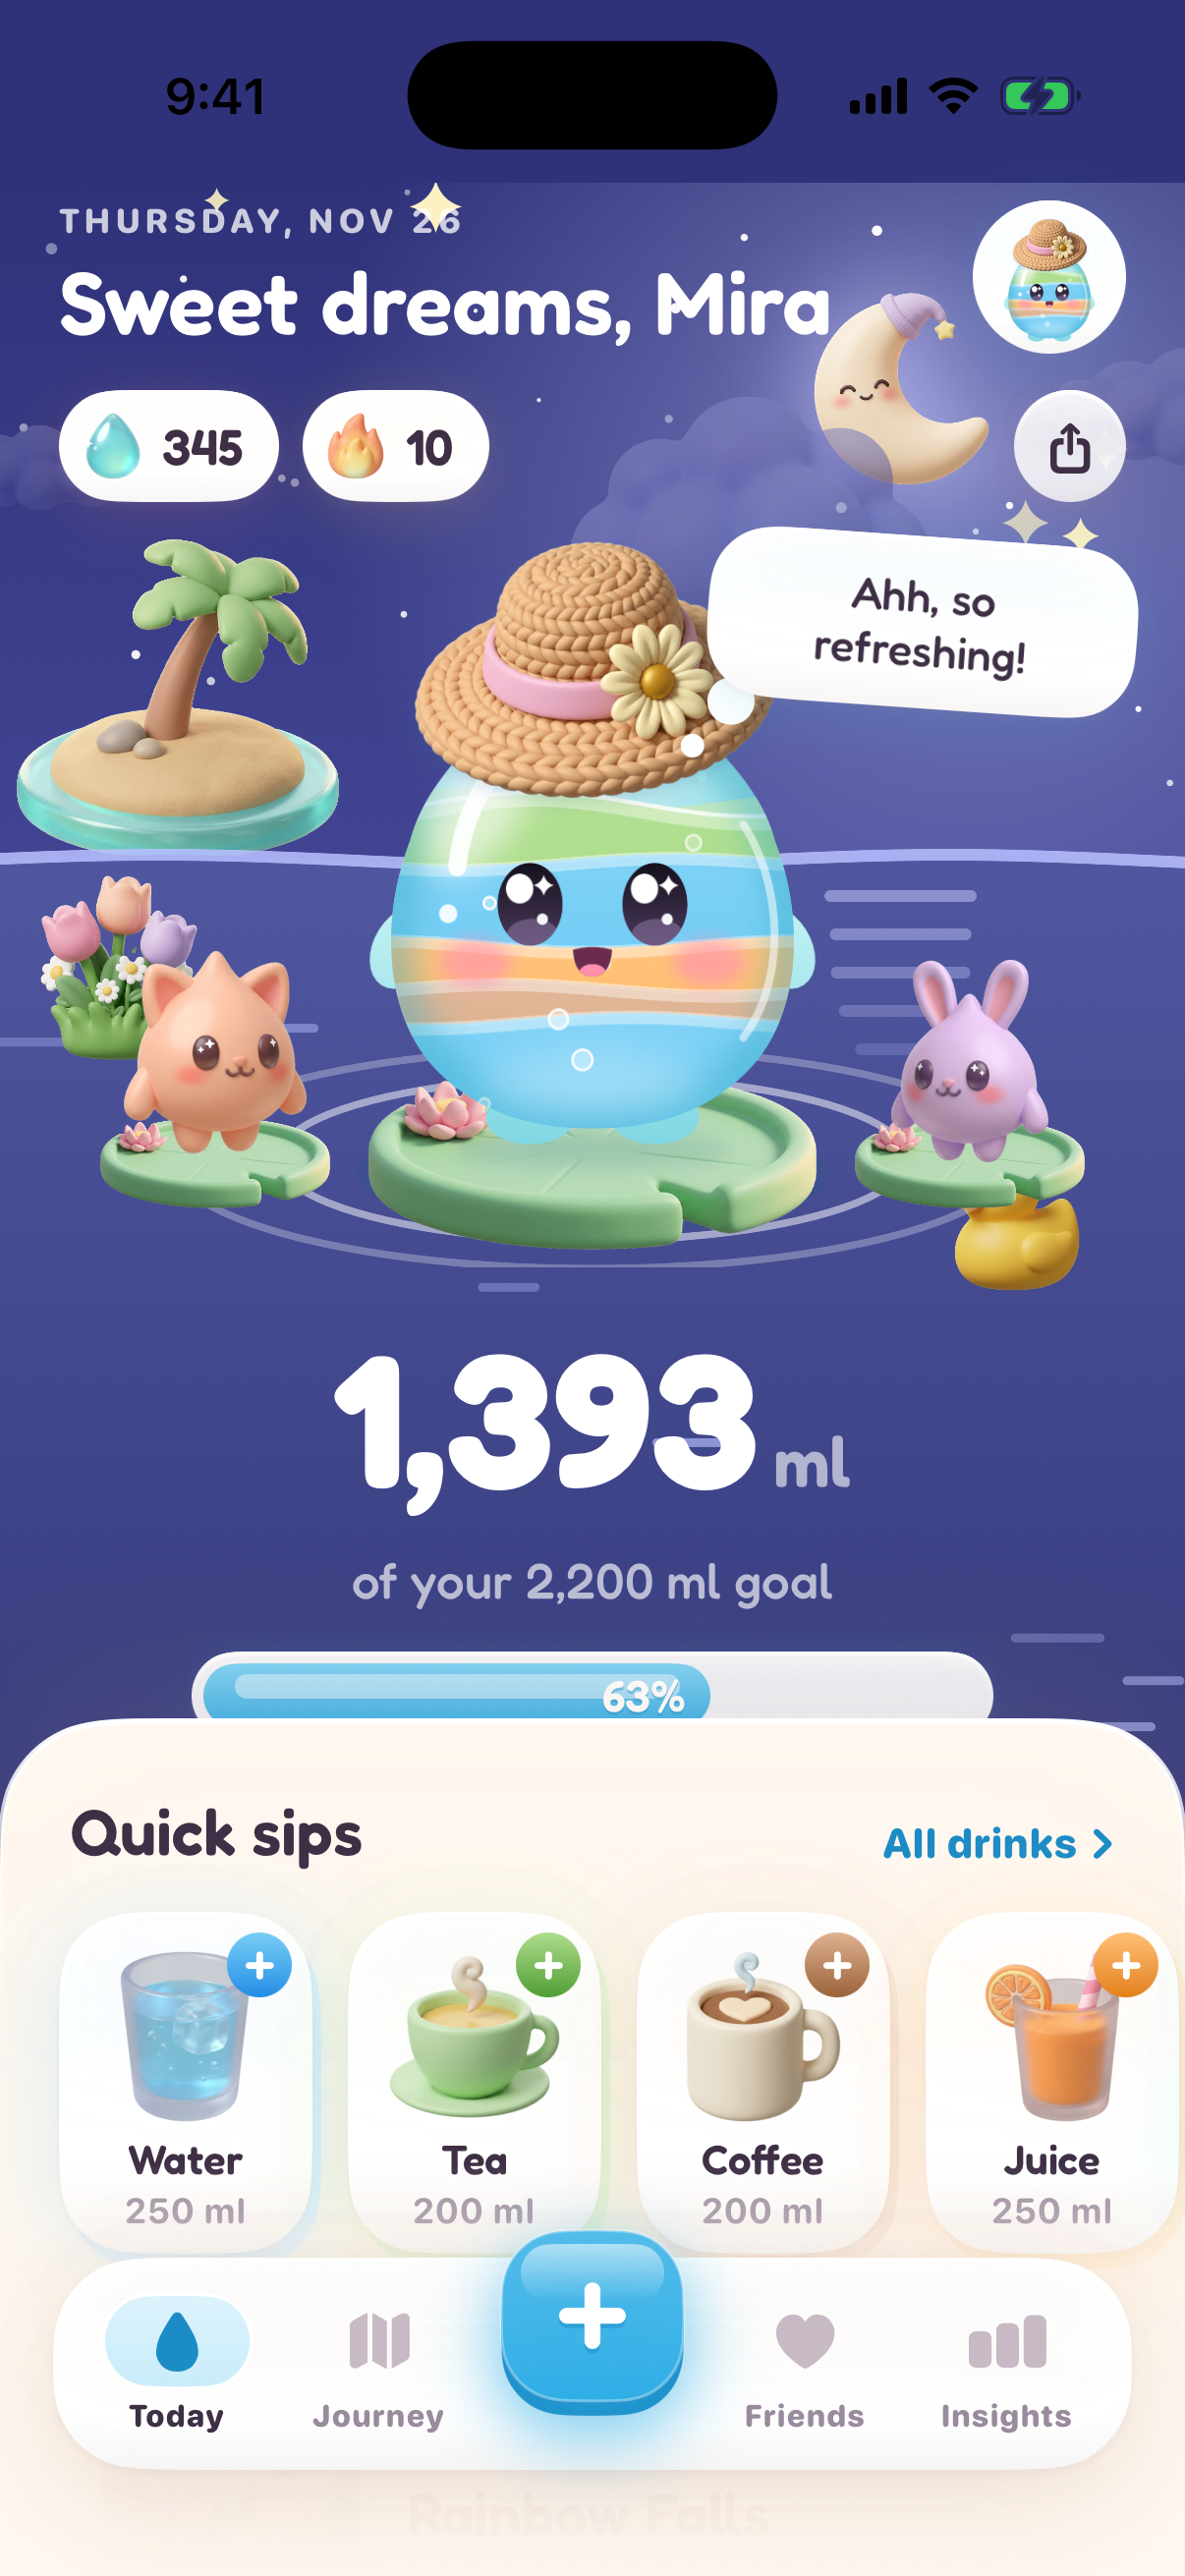 9:41
THURSDAY, NOV 26
Sweet dreams, Mira
345
10
Ahh, so
refreshing!
1,393 ml
of your 2,200 ml goal
63%
Quick sips
All drinks
Water
250 ml
Tea
200 ml
Coffee
200 ml
Juice
250 ml
Today
Journey
Friends
Insights
Rainbow Falls